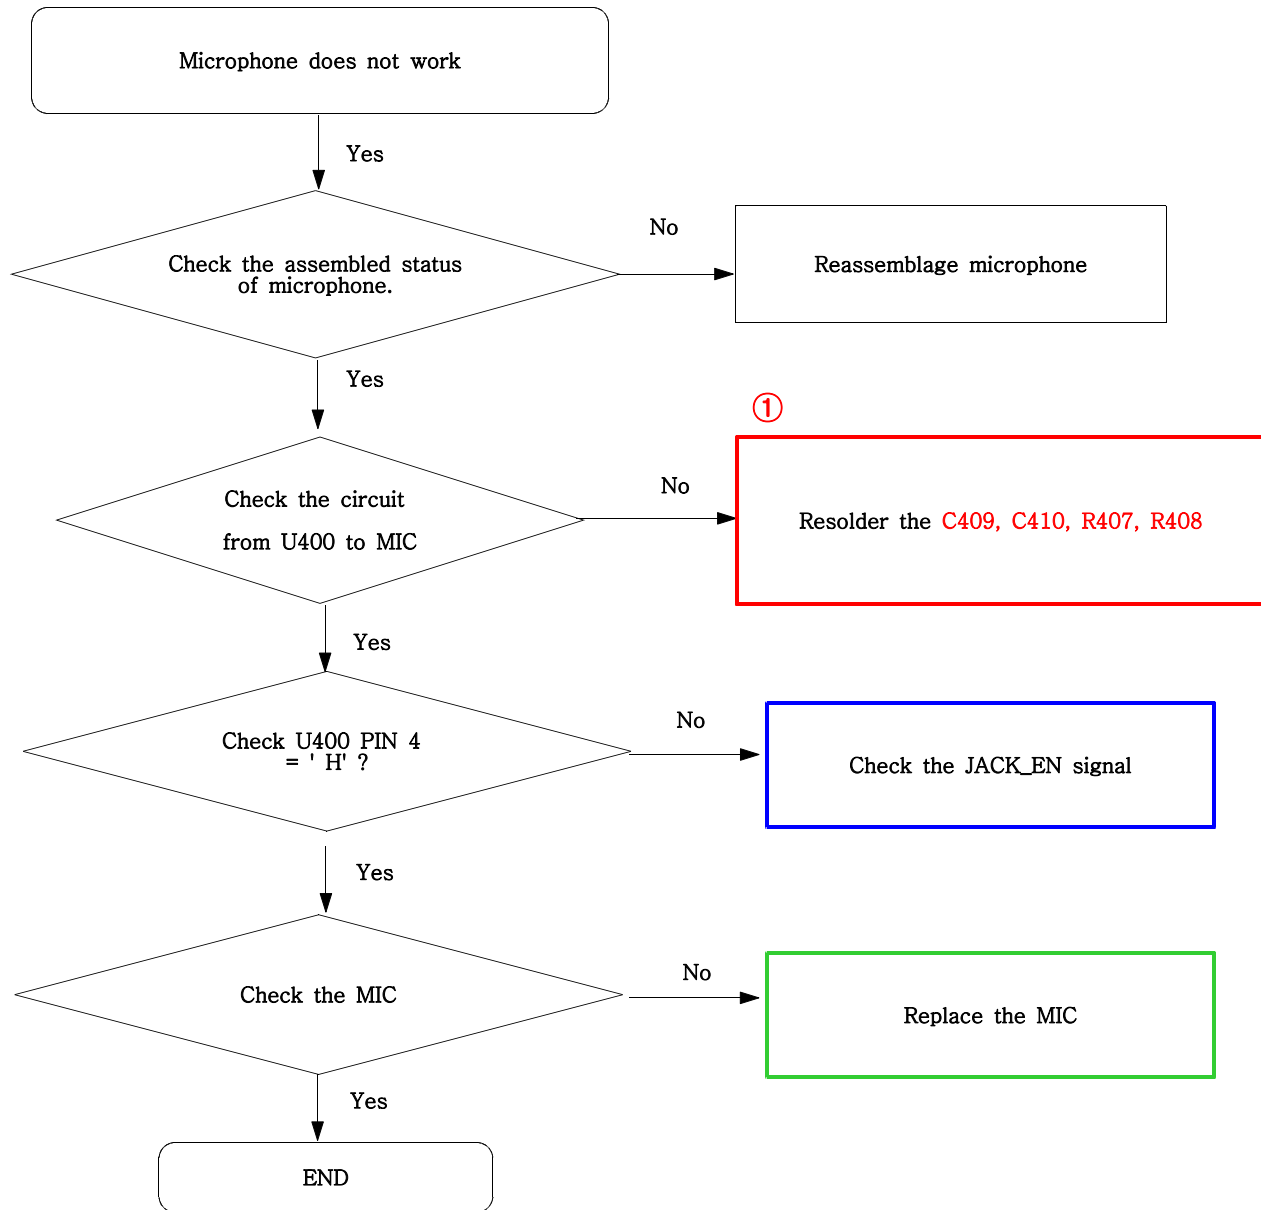 Microphone does not work
Yes
Check the assembled status
of microphone.
No
Reassemblage microphone
Yes
①
Check the circuit
from U400 to MIC
No
Resolder the C409, C410, R407, R408
Yes
Check U400 PIN 4
= ' H' ?
No
Check the JACK_EN signal
Yes
Check the MIC
No
Replace the MIC
Yes
END